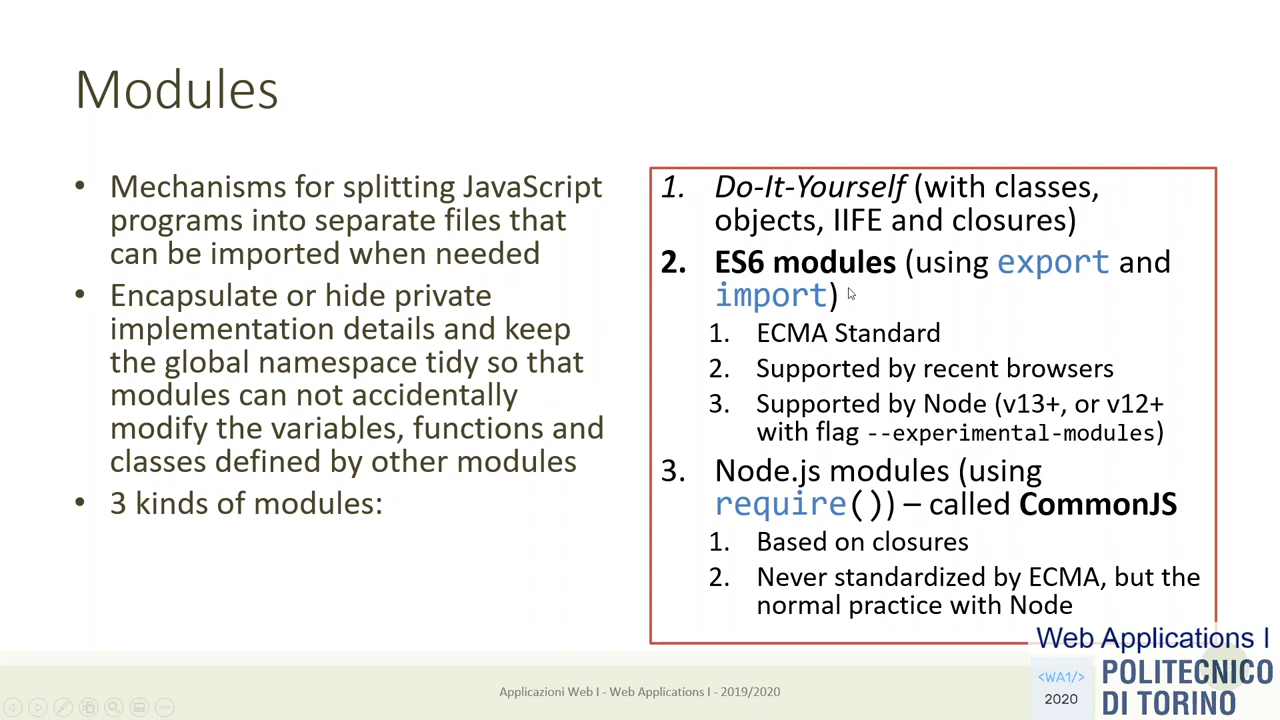 Modules
• Mechanisms for splitting JavaScript
programs into separate files that
can be imported when needed
• Encapsulate or hide private
implementation details and keep
the global namespace tidy so that
modules can not accidentally
modify the variables, functions and
classes defined by other modules
• 3 kinds of modules:
1. Do-It-Yourself (with classes,
objects, IIFE and closures)
2. ES6 modules (using export and
import)
1. ECMA Standard
2. Supported by recent browsers
3. Supported by Node (v13+, or v12+
with flag --experimental-modules)
3. Node.js modules (using
require()) – called CommonJS
1. Based on closures
2. Never standardized by ECMA, but the
normal practice with Node
Web Applications I
<WA1/>
2020
POLITECNICO
DI TORINO
Applicazioni Web I - Web Applications I - 2019/2020